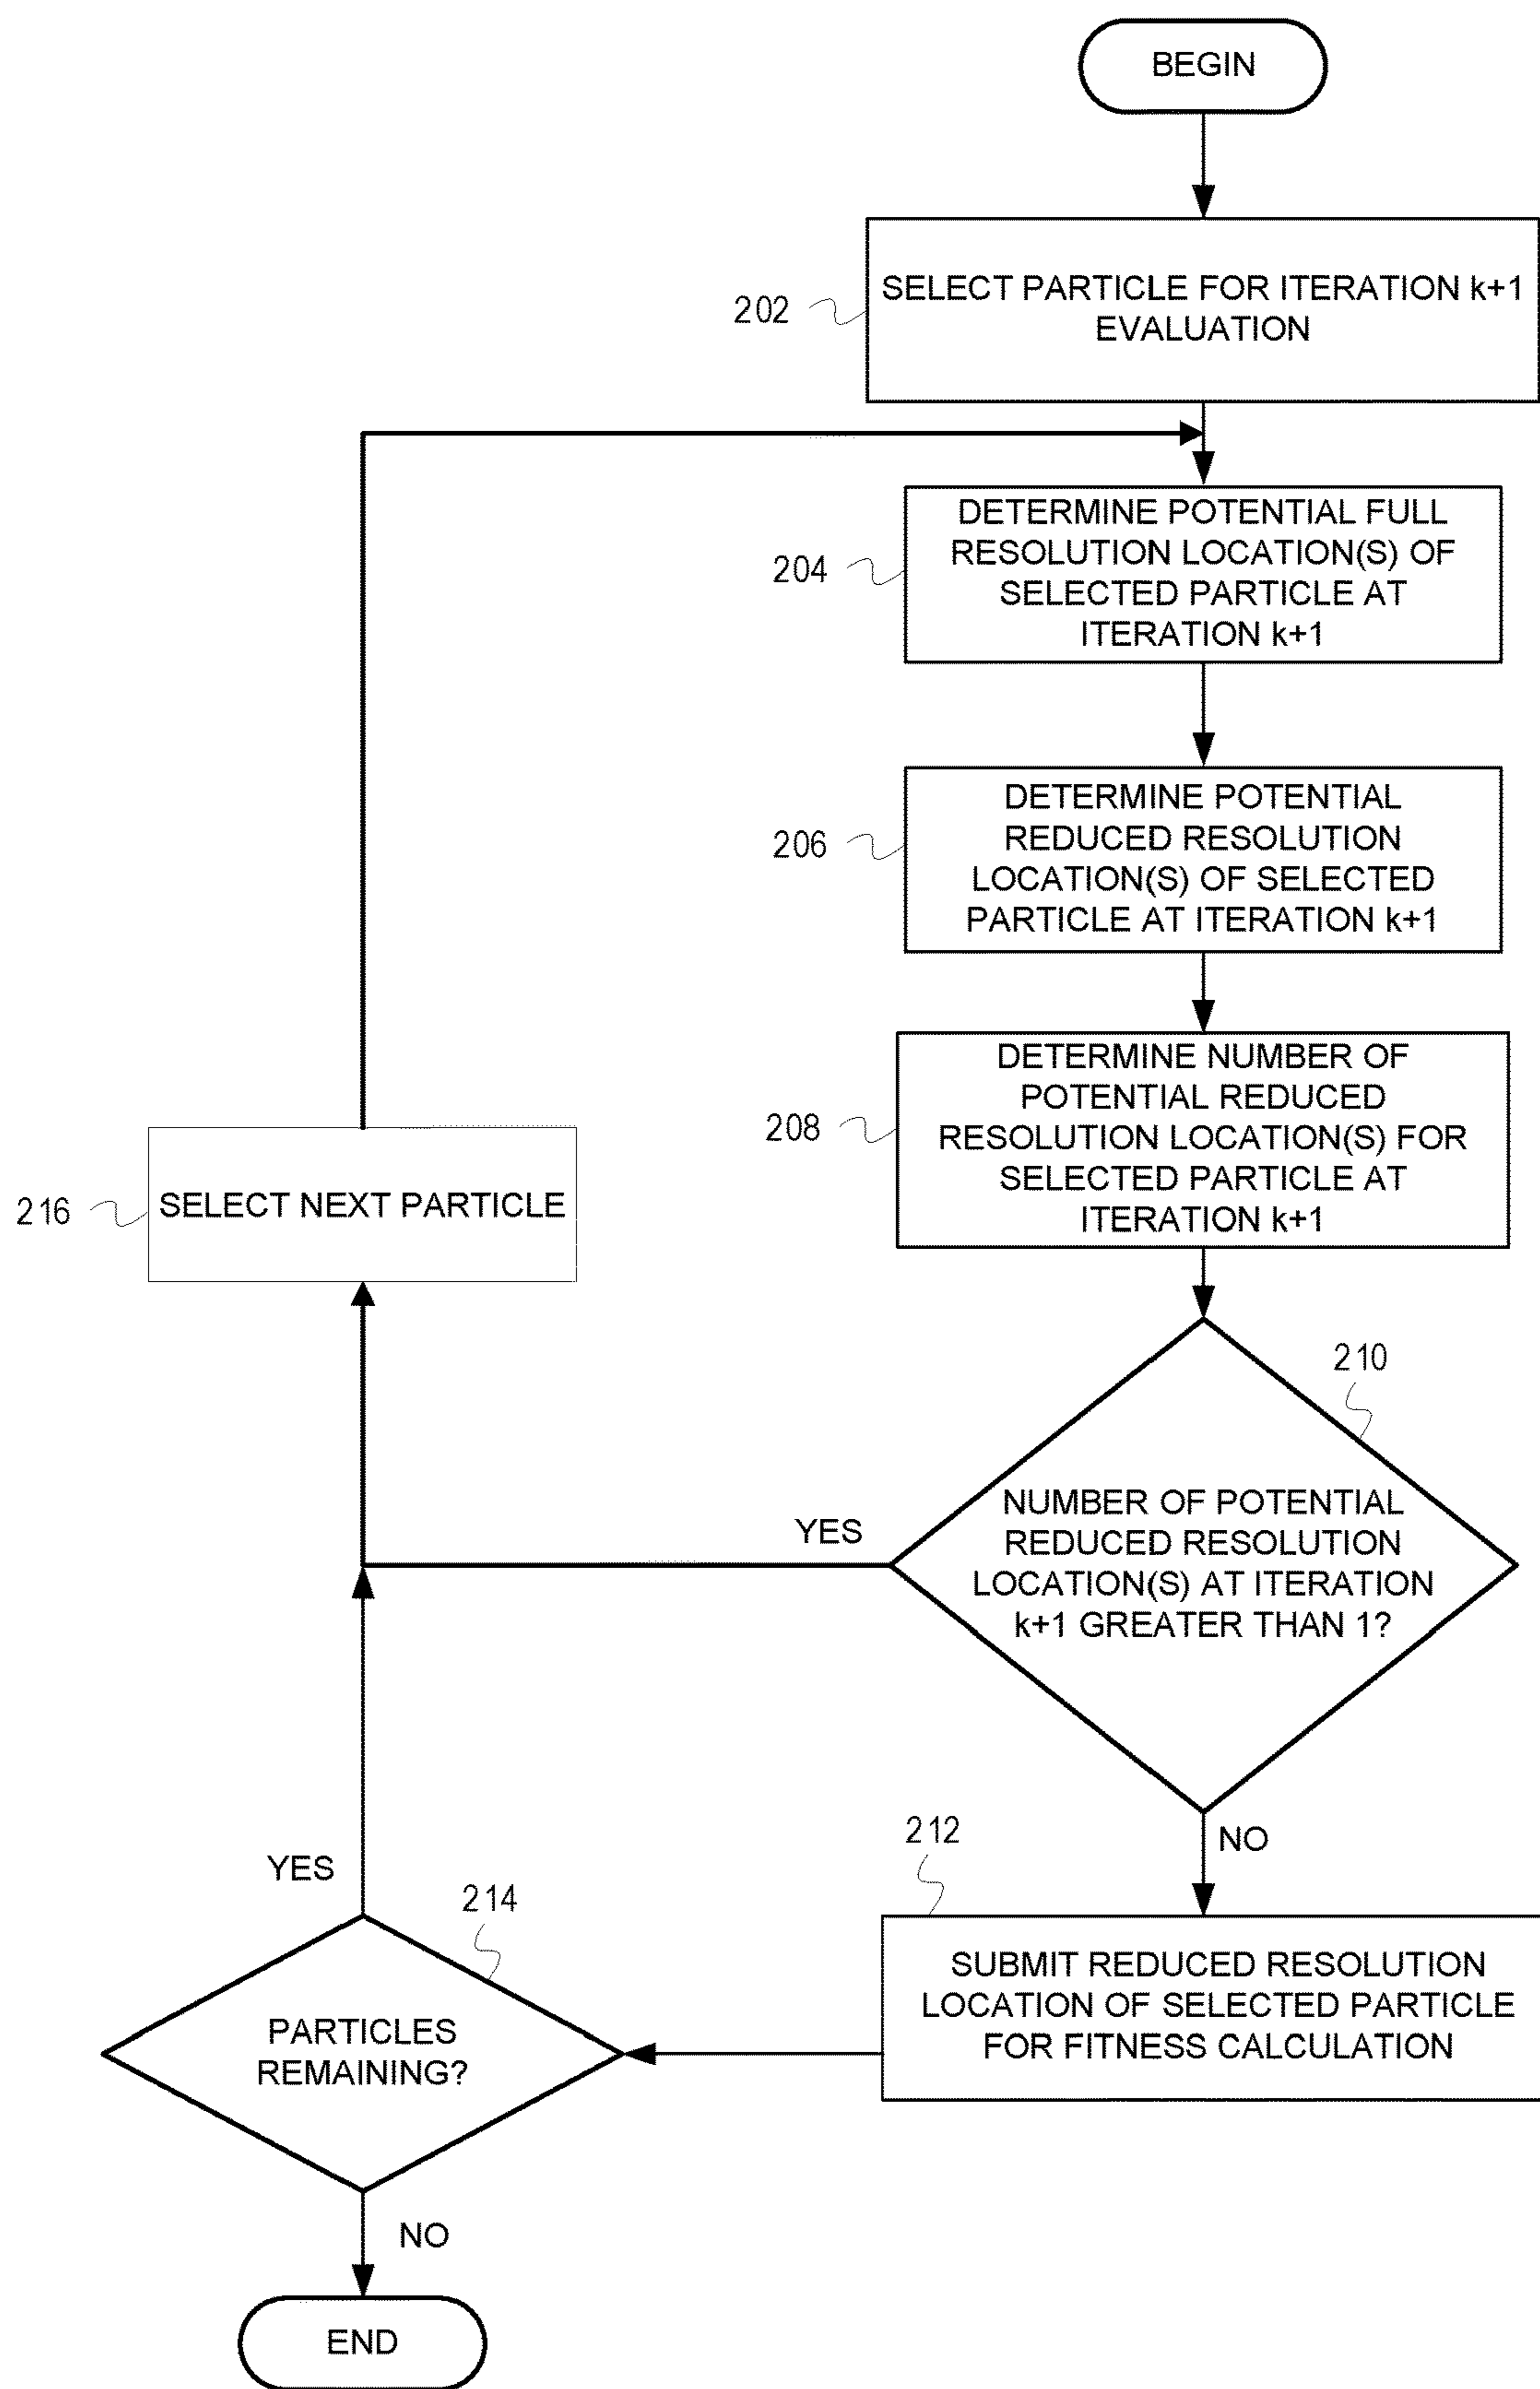 BEGIN
202
SELECT PARTICLE FOR ITERATION k+1
EVALUATION
204
DETERMINE POTENTIAL FULL
RESOLUTION LOCATION(S) OF
SELECTED PARTICLE AT
ITERATION k+1
206
DETERMINE POTENTIAL
REDUCED RESOLUTION
LOCATION(S) OF SELECTED
PARTICLE AT ITERATION k+1
208
DETERMINE NUMBER OF
POTENTIAL REDUCED
RESOLUTION LOCATION(S) FOR
SELECTED PARTICLE AT
ITERATION k+1
216
SELECT NEXT PARTICLE
210
NUMBER OF POTENTIAL
REDUCED RESOLUTION
LOCATION(S) AT ITERATION
k+1 GREATER THAN 1?
YES
NO
212
SUBMIT REDUCED RESOLUTION
LOCATION OF SELECTED PARTICLE
FOR FITNESS CALCULATION
YES
214
PARTICLES
REMAINING?
NO
END